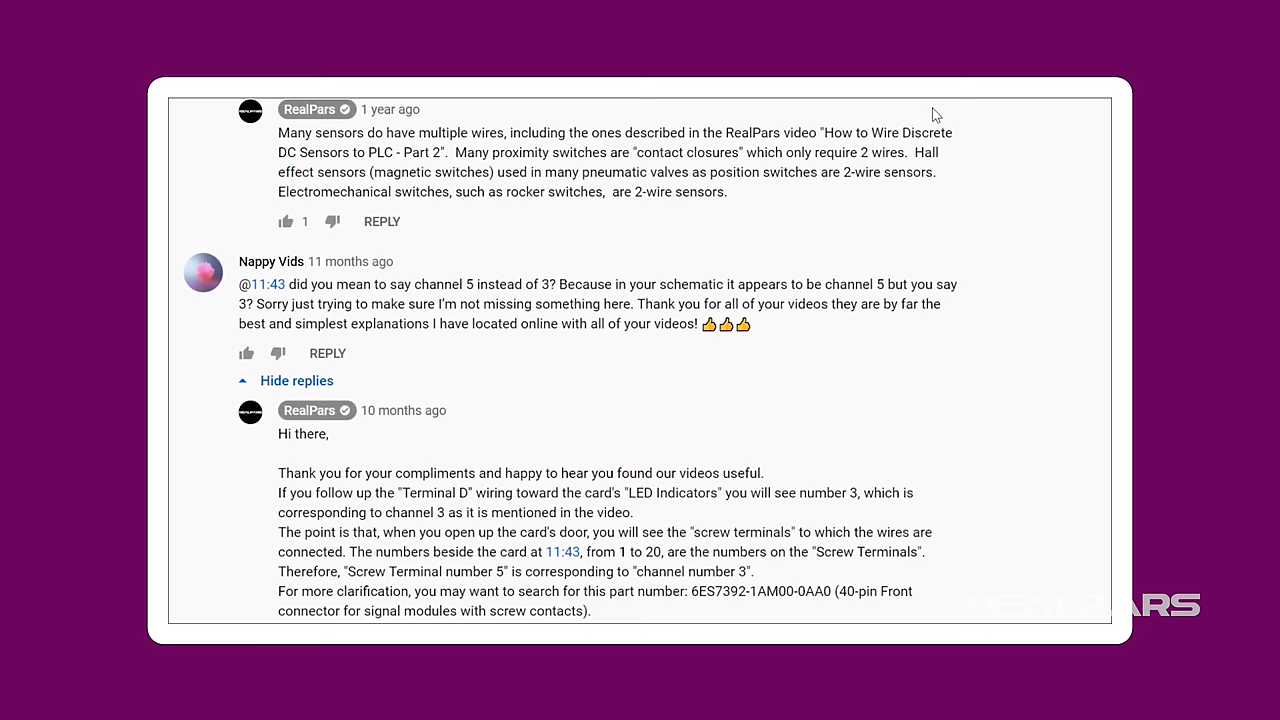 RealPars 1 year ago
Many sensors do have multiple wires, including the ones described in the RealPars video "How to Wire Discrete
DC Sensors to PLC - Part 2".  Many proximity switches are "contact closures" which only require 2 wires.  Hall
effect sensors (magnetic switches) used in many pneumatic valves as position switches are 2-wire sensors.
Electromechanical switches, such as rocker switches,  are 2-wire sensors.
1 REPLY
Nappy Vids 11 months ago
@11:43 did you mean to say channel 5 instead of 3? Because in your schematic it appears to be channel 5 but you say
3? Sorry just trying to make sure I'm not missing something here. Thank you for all of your videos they are by far the
best and simplest explanations I have located online with all of your videos! 👍👍👍
REPLY
Hide replies
RealPars 10 months ago
Hi there,
Thank you for your compliments and happy to hear you found our videos useful.
If you follow up the "Terminal D" wiring toward the card's "LED Indicators" you will see number 3, which is
corresponding to channel 3 as it is mentioned in the video.
The point is that, when you open up the card's door, you will see the "screw terminals" to which the wires are
connected. The numbers beside the card at 11:43, from 1 to 20, are the numbers on the "Screw Terminals".
Therefore, "Screw Terminal number 5" is corresponding to "channel number 3".
For more clarification, you may want to search for this part number: 6ES7392-1AM00-0AA0 (40-pin Front
connector for signal modules with screw contacts).
REALPARS